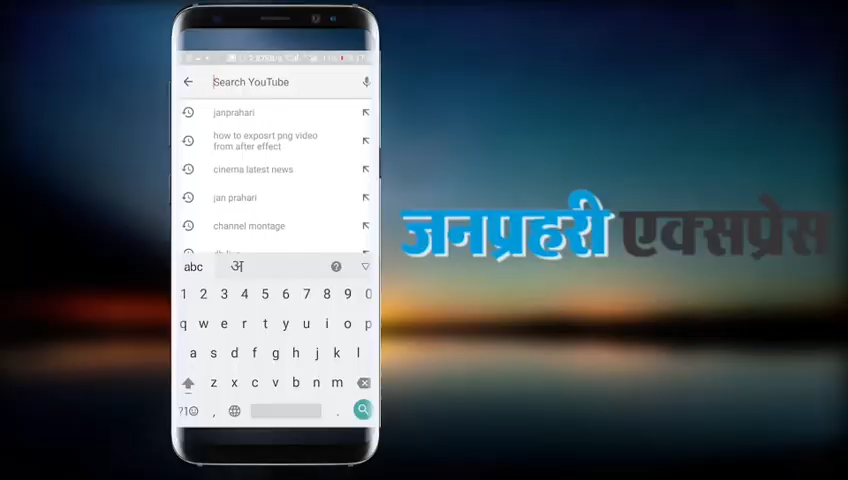 Search YouTube
janprahari
how to exposrt png video
from after effect
cinema latest news
jan prahari
channel montage
abc अ
1 2 3 4 5 6 7 8 9 0
q w e r t y u i o p
a s d f g h j k l
z x c v b n m
?1☺ , .
जनप्रहरी एक्सप्रेस